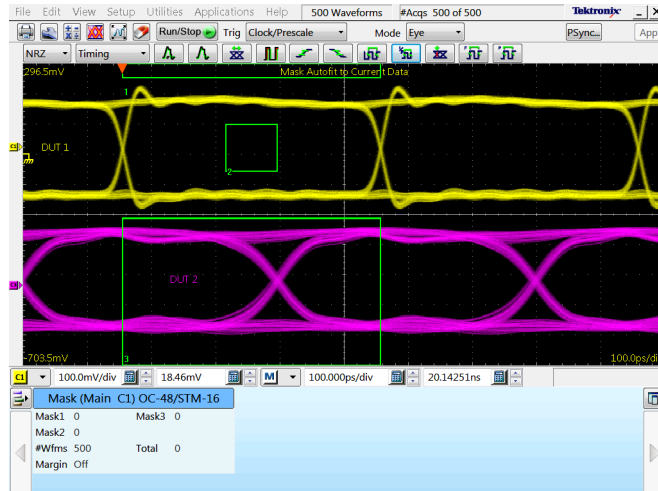 File Edit View Setup Utilities Applications Help 500 Waveforms #Acqs 500 of 500 Tektronix
Run/Stop Trig Clock/Prescale Mode Eye PSync... App
NRZ Timing
296.5mV Mask Autofit to Current Data
1
C1 DUT 1
2
DUT 2
3
-703.5mV 100.0ps/di
C1 100.0mV/div 18.46mV M 100.000ps/div 20.14251ns
Mask (Main C1) OC-48/STM-16
Mask1 0 Mask3 0
Mask2 0
#Wfms 500 Total 0
Margin Off